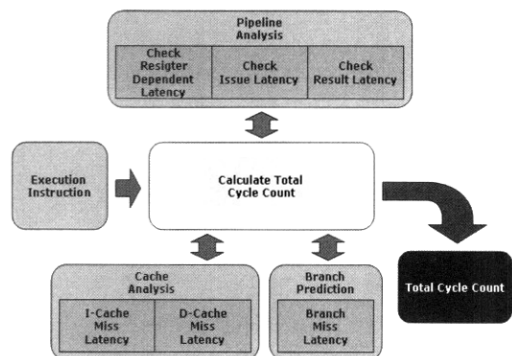 Pipeline
Analysis
Check
Resigter
Dependent
Latency
Check
Issue Latency
Check
Result Latency
Execution
Instruction
Calculate Total
Cycle Count
Total Cycle Count
Cache
Analysis
I-Cache
Miss
Latency
D-Cache
Miss
Latency
Branch
Prediction
Branch
Miss
Latency